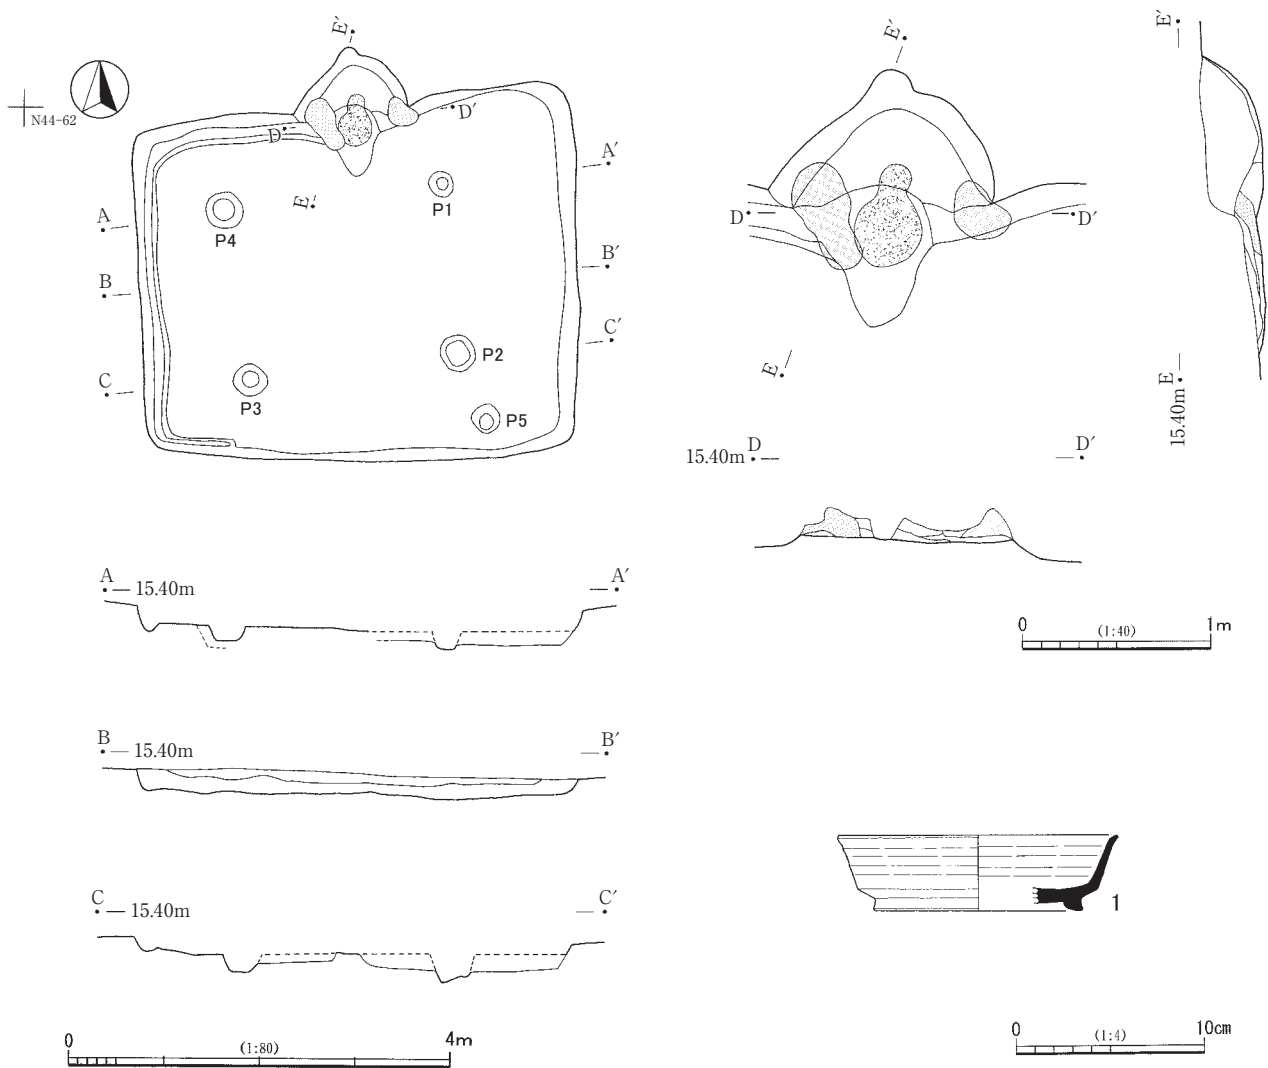 E′
N44-62
D
D′
A′
E′
P1
A
P4
B′
B
C′
P2
C
P3
P5
E′
D
D′
E
E′
E
15.40m
D
15.40m
D′
A
15.40m
A′
0
(1:40)
1m
B
15.40m
B′
C
15.40m
C′
1
0
(1:80)
4m
0
(1:4)
10cm